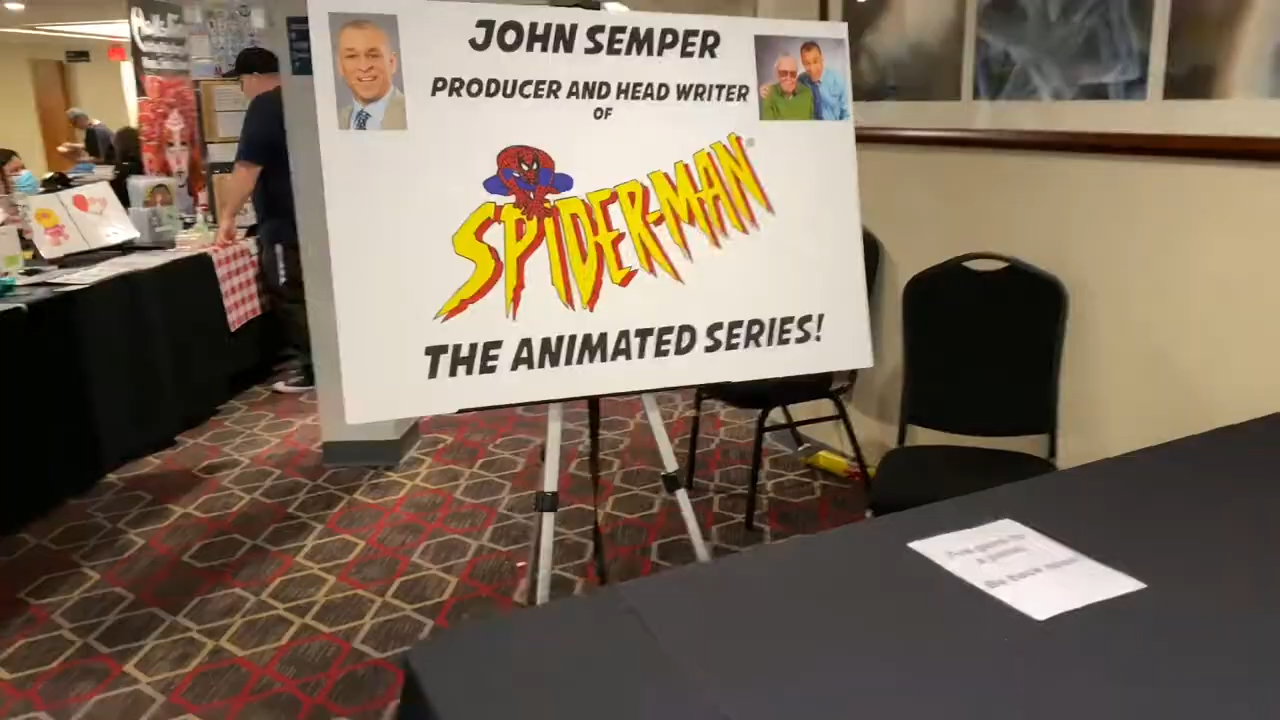 JOHN SEMPER
PRODUCER AND HEAD WRITER
OF
SPIDER-MAN
THE ANIMATED SERIES!